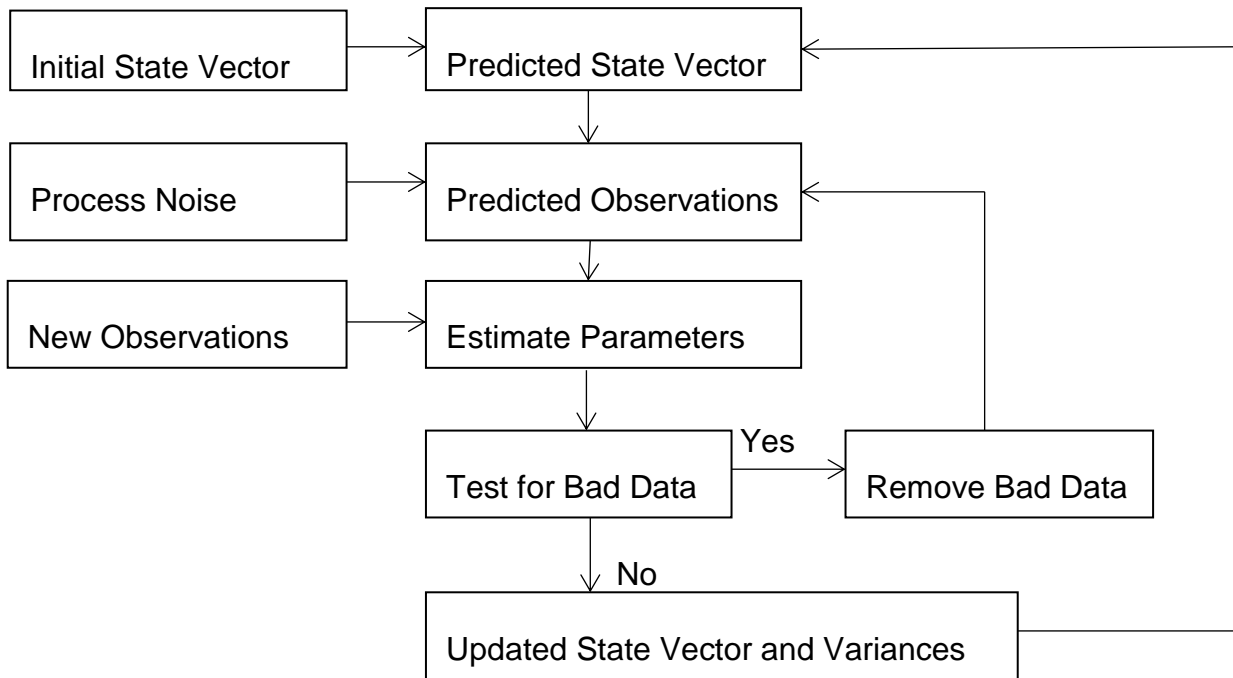 Initial State Vector
Predicted State Vector
Process Noise
Predicted Observations
New Observations
Estimate Parameters
Yes
Test for Bad Data
Remove Bad Data
No
Updated State Vector and Variances